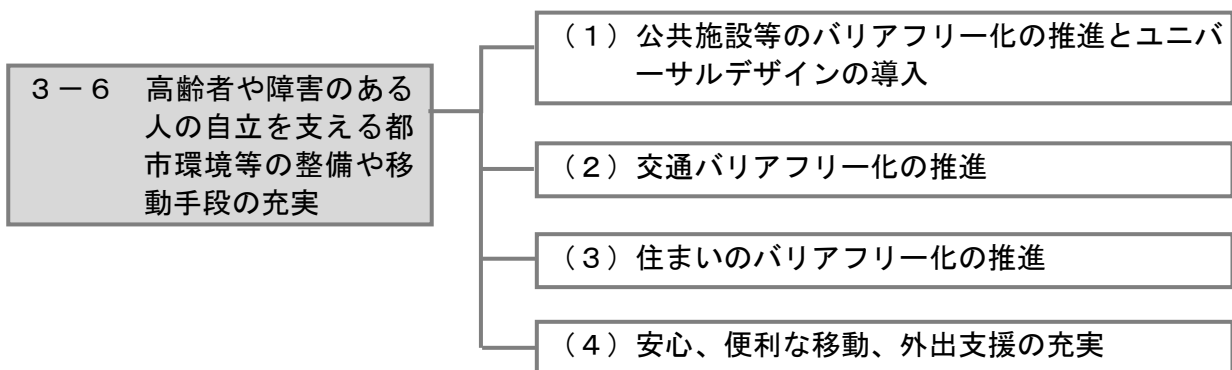 3－6　高齢者や障害のある
人の自立を支える都
市環境等の整備や移
動手段の充実
（1）公共施設等のバリアフリー化の推進とユニバ
ーサルデザインの導入
（2）交通バリアフリー化の推進
（3）住まいのバリアフリー化の推進
（4）安心、便利な移動、外出支援の充実